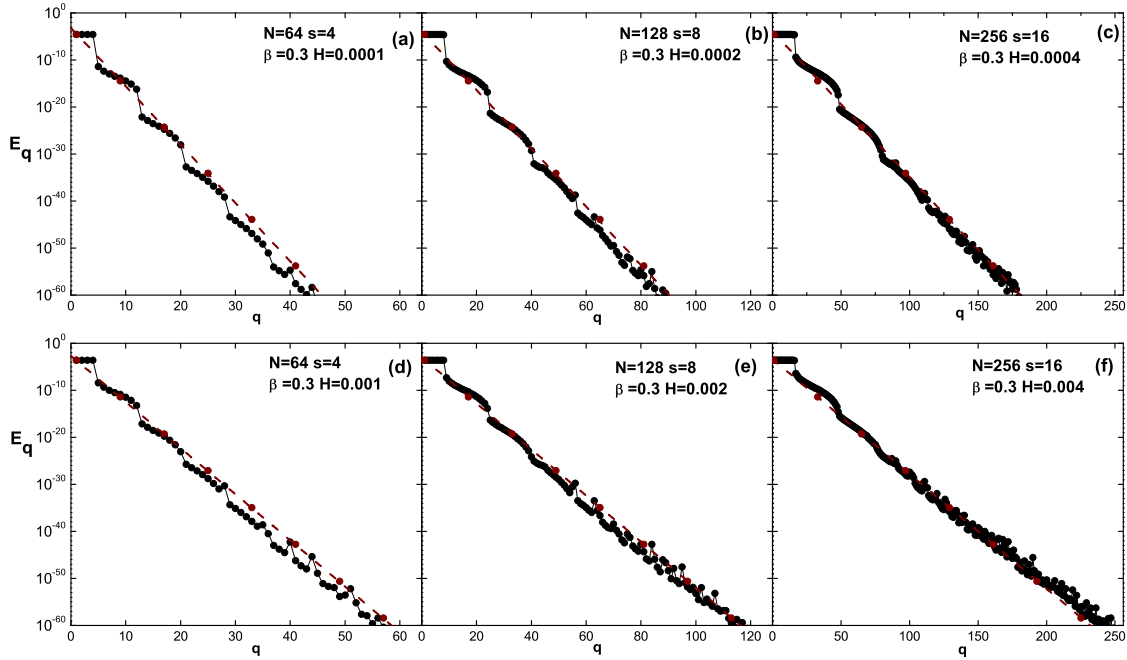 10^0
10^-10
10^-20
10^-30
10^-40
10^-50
10^-60
E_q
N=64 s=4
β =0.3 H=0.0001
(a)
0 10 20 30 40 50 60
q
N=128 s=8
β =0.3 H=0.0002
(b)
0 20 40 60 80 100 120
q
N=256 s=16
β =0.3 H=0.0004
(c)
0 50 100 150 200 250
q
10^0
10^-10
10^-20
10^-30
10^-40
10^-50
10^-60
E_q
N=64 s=4
β =0.3 H=0.001
(d)
0 10 20 30 40 50 60
q
N=128 s=8
β =0.3 H=0.002
(e)
0 20 40 60 80 100 120
q
N=256 s=16
β =0.3 H=0.004
(f)
0 50 100 150 200 250
q